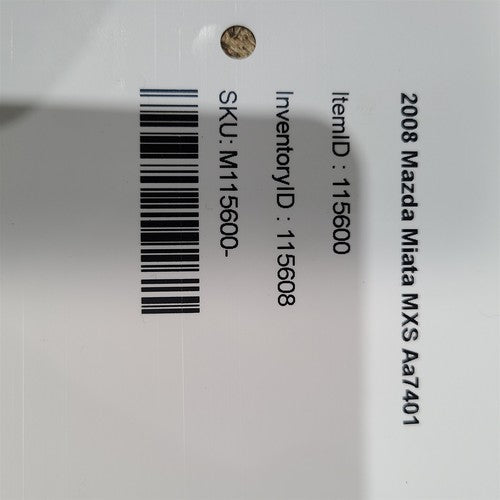 2008 Mazda Miata MXS Aa7401
ItemID : 115600
InventoryID : 115608
SKU: M115600-